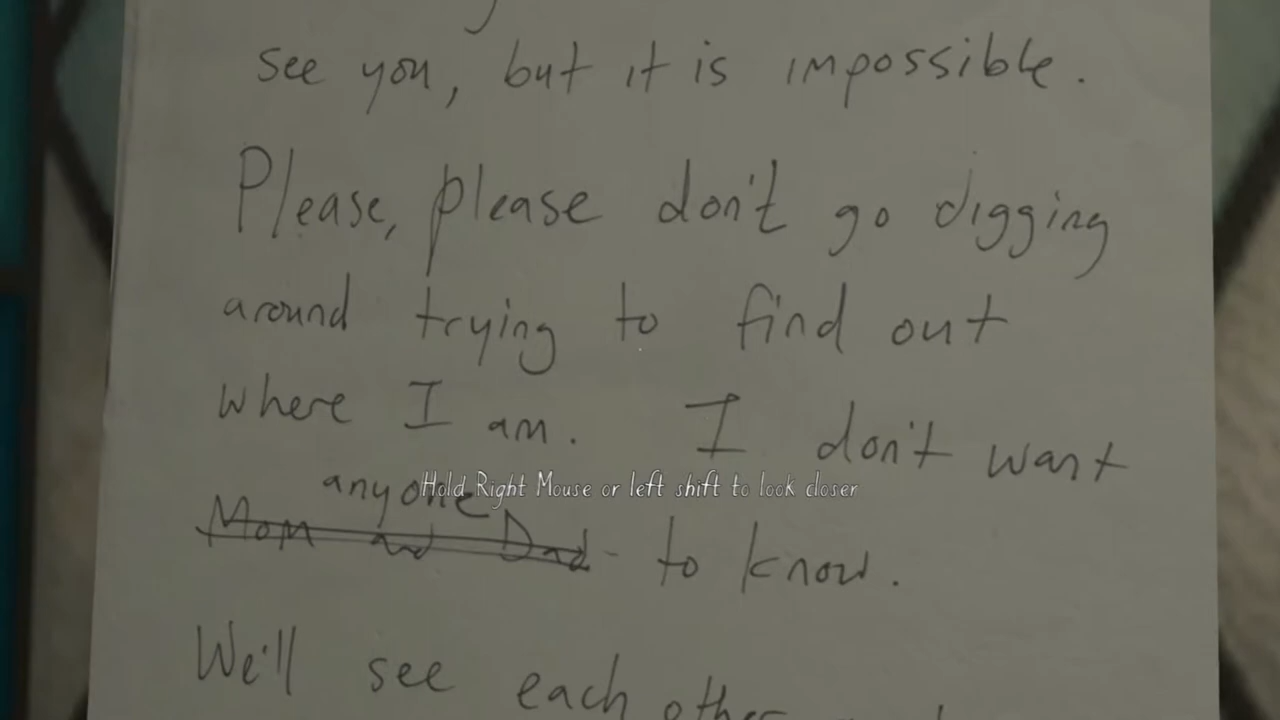 see you, but it is impossible.
Please, please don't go digging
around trying to find out
where I am. I don't want
anyone
Hold Right Mouse or left shift to look closer
Mom and Dad to know.
We'll see each other